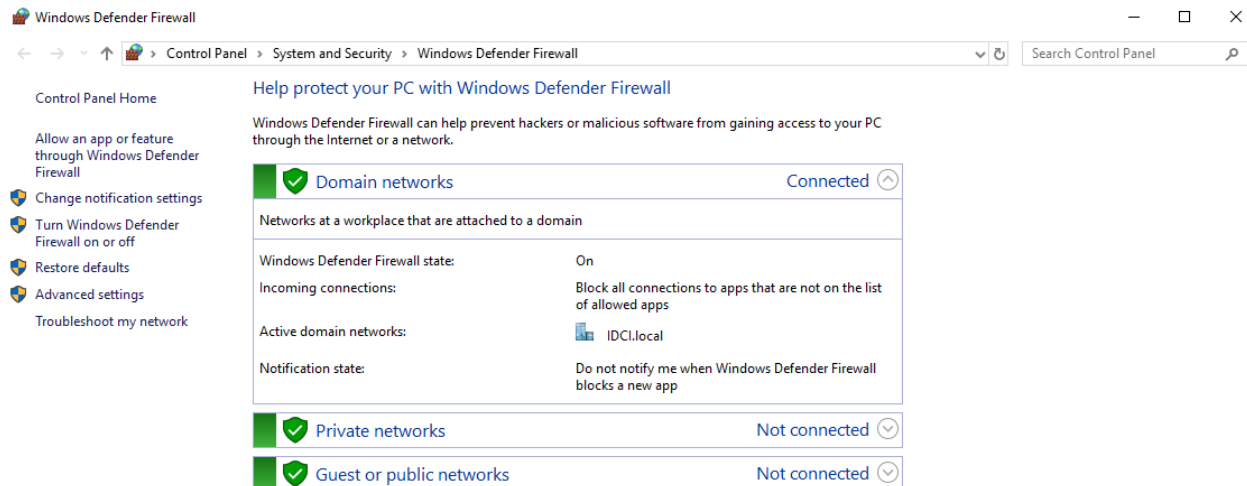 Windows Defender Firewall
Control Panel > System and Security > Windows Defender Firewall
Search Control Panel
Control Panel Home
Allow an app or feature
through Windows Defender
Firewall
Change notification settings
Turn Windows Defender
Firewall on or off
Restore defaults
Advanced settings
Troubleshoot my network
Help protect your PC with Windows Defender Firewall
Windows Defender Firewall can help prevent hackers or malicious software from gaining access to your PC
through the Internet or a network.
Domain networks Connected
Networks at a workplace that are attached to a domain
Windows Defender Firewall state: On
Incoming connections: Block all connections to apps that are not on the list
of allowed apps
Active domain networks: IDCI.local
Notification state: Do not notify me when Windows Defender Firewall
blocks a new app
Private networks Not connected
Guest or public networks Not connected